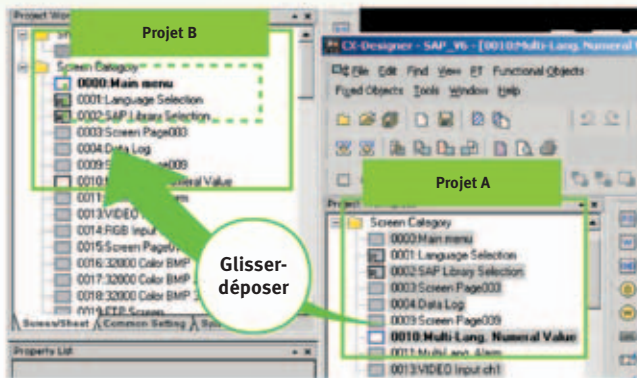 Project Wor
Projet B
Screen Category
0000:Main menu
0001:Language Selection
0002:SAP Library Selection
0003:Screen Page003
0004:Data Log
0009:S Page009
0010: Numeral Value
0011:
0013:VIDEO
0014:RGB Input
0015:Screen Page0
0016:32000 Color BMP
0017:32000 Color BMP
0018:32000 Color BMP
0019:FTP Screen
Screen/Sheet Common Setting Sys
Property List
Glisser-
déposer
CX-Designer - SAP_V6 - [0010:Multi-Lang. Numeral
File Edit Find View PT Functional Objects
Fixed Objects Tools Window Help
Projet A
Screen Category
0000:Main menu
0001:Language Selection
0002:SAP Library Selection
0003:Screen Page003
0004:Data Log
0009:Screen Page009
0010:Multi-Lang. Numeral Value
0011:Multi-Lang. Alarm
0013:VIDEO Input ch1